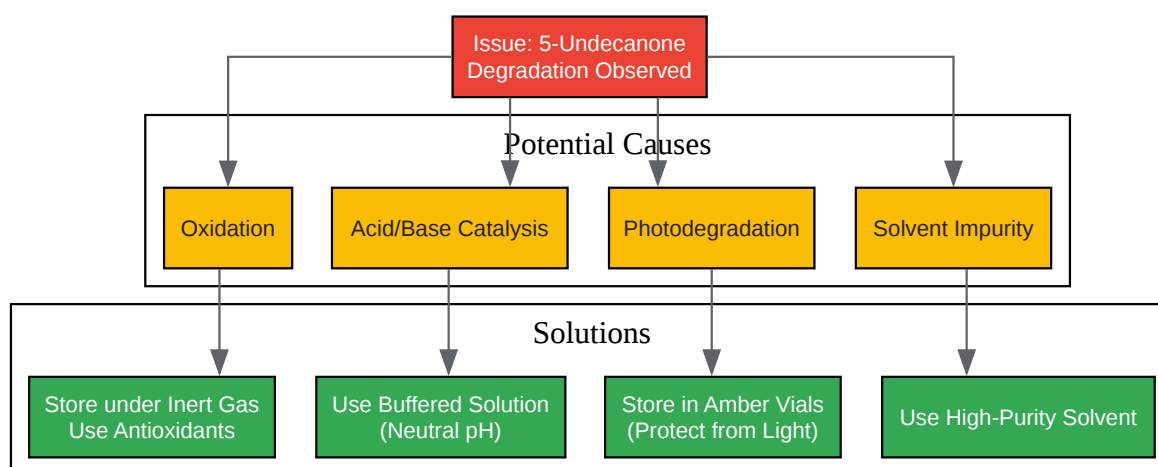 Issue: 5-Undecanone
Degradation Observed
Potential Causes
Oxidation
Acid/Base Catalysis
Photodegradation
Solvent Impurity
Solutions
Store under Inert Gas
Use Antioxidants
Use Buffered Solution
(Neutral pH)
Store in Amber Vials
(Protect from Light)
Use High-Purity Solvent